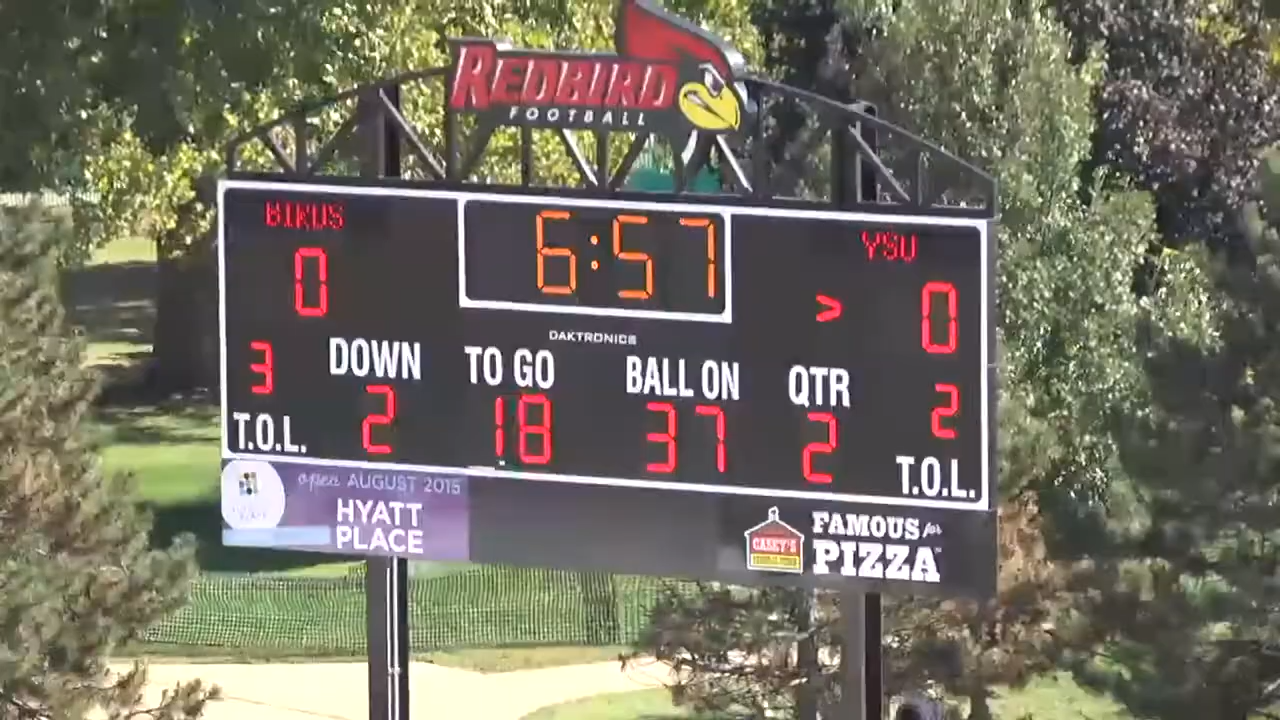 REDBIRD
FOOTBALL
BIRDS
6:57
YSU
0
>
0
DAKTRONICS
3
DOWN
TO GO
BALL ON
QTR
2
T.O.L.
2
18
37
2
T.O.L.
open AUGUST 2015
HYATT
PLACE
CASEY'S
FAMOUS for
PIZZA